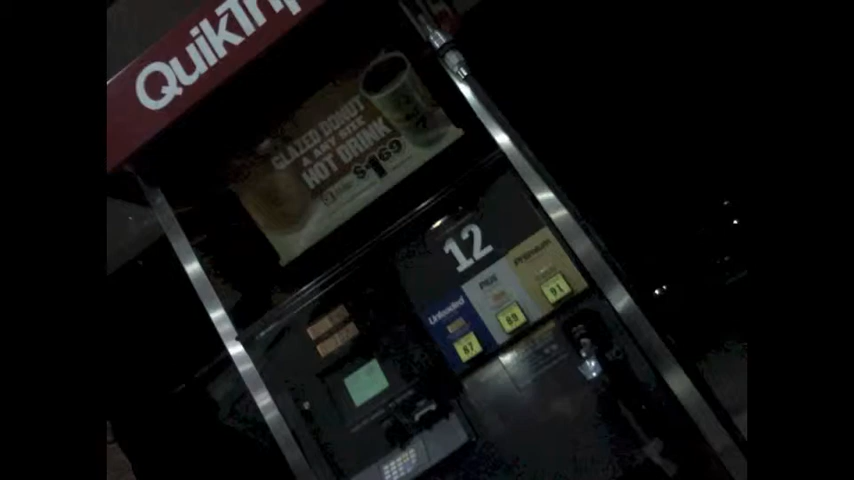 QuikTrip
GLAZED DONUT
& ANY SIZE
HOT DRINK
$1.69
12
Unleaded
Plus
Premium
87
89
91